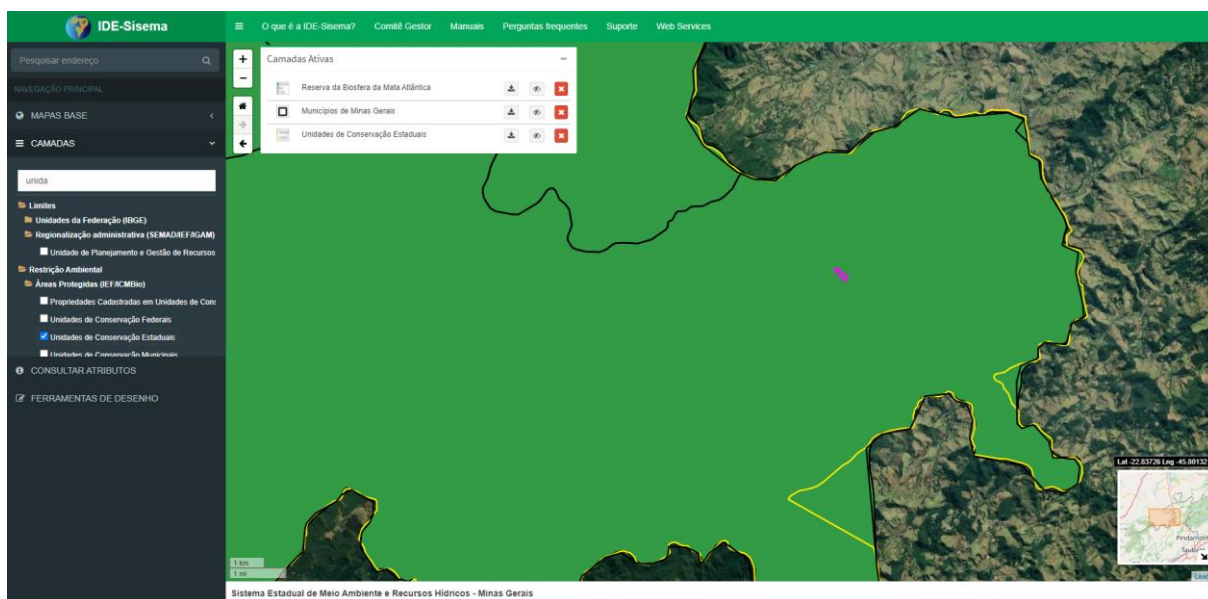 IDE-Sisema
O que é a IDE-Sisema? Comitê Gestor Manuais Perguntas frequentes Suporte Web Services
Pesquisar endereço
NAVEGAÇÃO PRINCIPAL
MAPAS BASE
CAMADAS
unida
Limites
Unidades da Federação (IBGE)
Regionalização administrativa (SEMAD/IEF/IGAM)
Unidade de Planejamento e Gestão de Recursos
Restrição Ambiental
Áreas Protegidas (IEF/ICMBio)
Propriedades Cadastradas em Unidades de Con
Unidades de Conservação Federais
Unidades de Conservação Estaduais
Unidades de Conservação Municipais
CONSULTAR ATRIBUTOS
FERRAMENTAS DE DESENHO
+
−
Camadas Ativas −
Reserva da Biosfera da Mata Atlântica
Municípios de Minas Gerais
Unidades de Conservação Estaduais
Lat -22.83726 Lng -45.80132
Pindamon
Taubaté
1 km
1 mi
Leafl
Sistema Estadual de Meio Ambiente e Recursos Hídricos - Minas Gerais